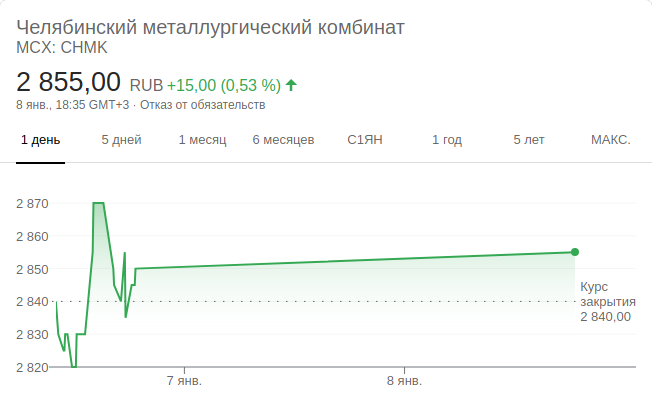 Челябинский металлургический комбинат
MCX: CHMK
2 855,00 RUB +15,00 (0,53 %)
8 янв., 18:35 GMT+3 · Отказ от обязательств
1 день 5 дней 1 месяц 6 месяцев С1ЯН 1 год 5 лет МАКС.
2 870
2 860
2 850
2 840
2 830
2 820
Курс
закрытия
2 840,00
7 янв. 8 янв.